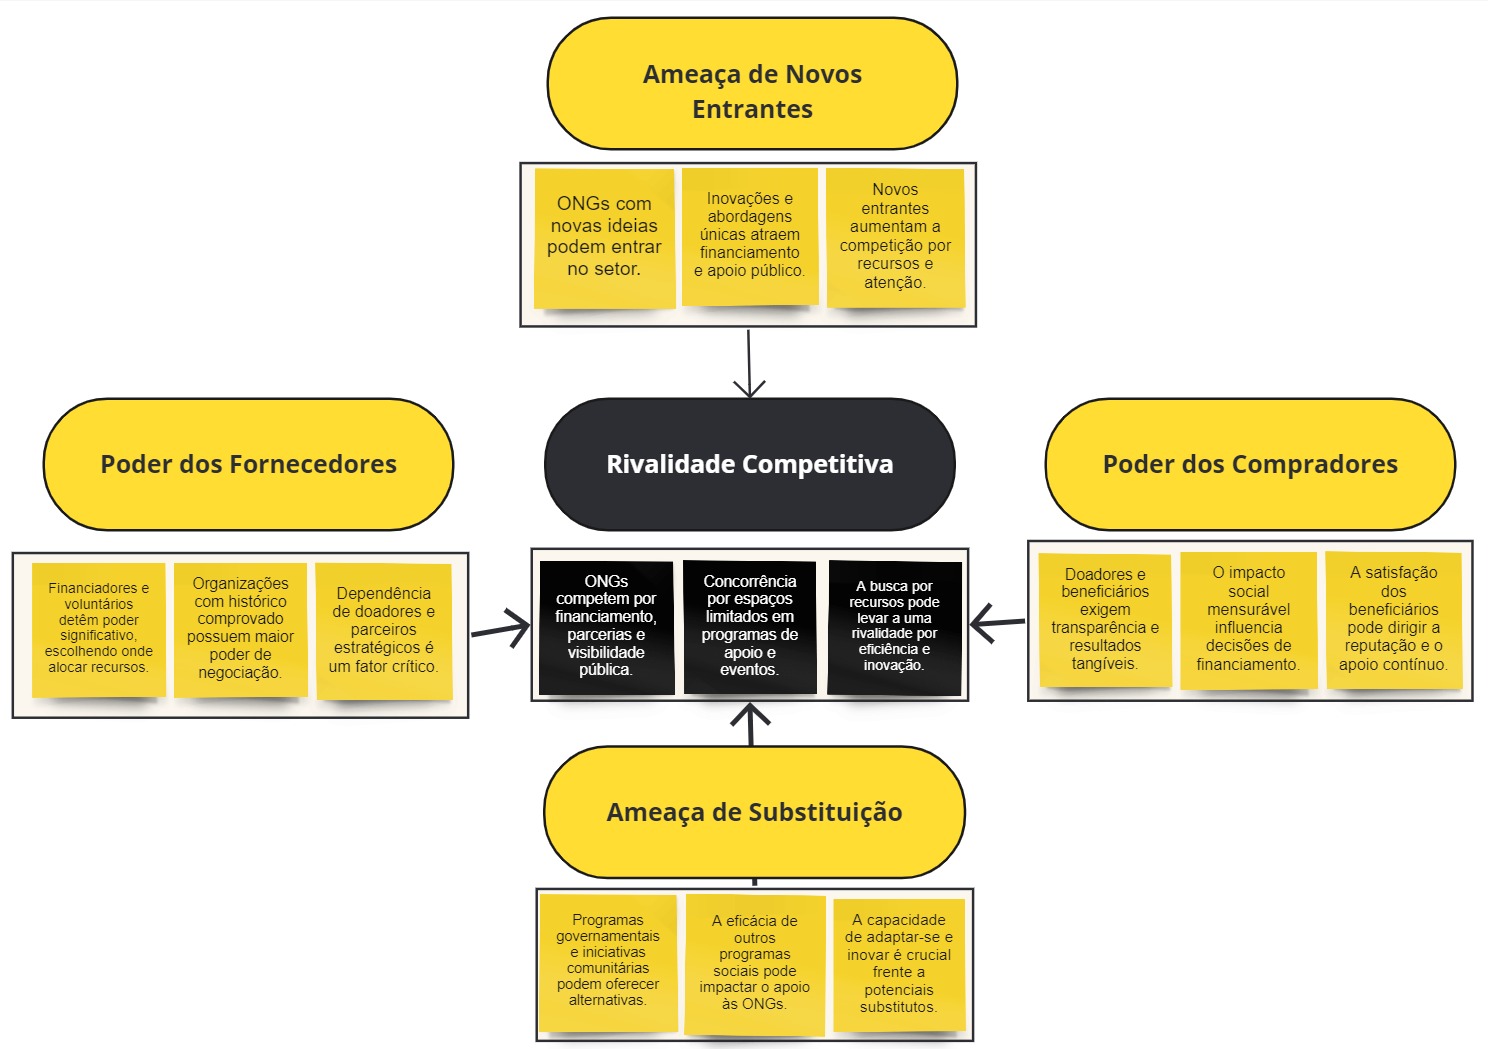 Ameaça de Novos
Entrantes
ONGs com
novas ideias
podem entrar
no setor.
Inovações e
abordagens
únicas atraem
financiamento
e apoio público.
Novos
entrantes
aumentam a
competição por
recursos e
atenção.
Poder dos Fornecedores
Financiadores e
voluntários
detêm poder
significativo,
escolhendo onde
alocar recursos.
Organizações
com histórico
comprovado
possuem maior
poder de
negociação.
Dependência
de doadores e
parceiros
estratégicos é
um fator crítico.
Rivalidade Competitiva
ONGs
competem por
financiamento,
parcerias e
visibilidade
pública.
Concorrência
por espaços
limitados em
programas de
apoio e
eventos.
A busca por
recursos pode
levar a uma
rivalidade por
eficiência e
inovação.
Poder dos Compradores
Doadores e
beneficiários
exigem
transparência e
resultados
tangíveis.
O impacto
social
mensurável
influencia
decisões de
financiamento.
A satisfação
dos
beneficiários
pode dirigir a
reputação e o
apoio contínuo.
Ameaça de Substituição
Programas
governamentais
e iniciativas
comunitárias
podem oferecer
alternativas.
A eficácia de
outros
programas
sociais pode
impactar o apoio
às ONGs.
A capacidade
de adaptar-se e
inovar é crucial
frente a
potenciais
substitutos.